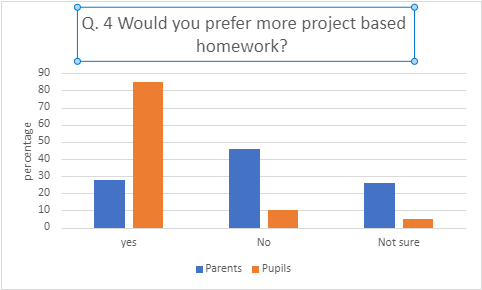 Q. 4 Would you prefer more project based
homework?
90
80
70
60
50
40
30
20
10
0
percentage
yes No Not sure
Parents Pupils